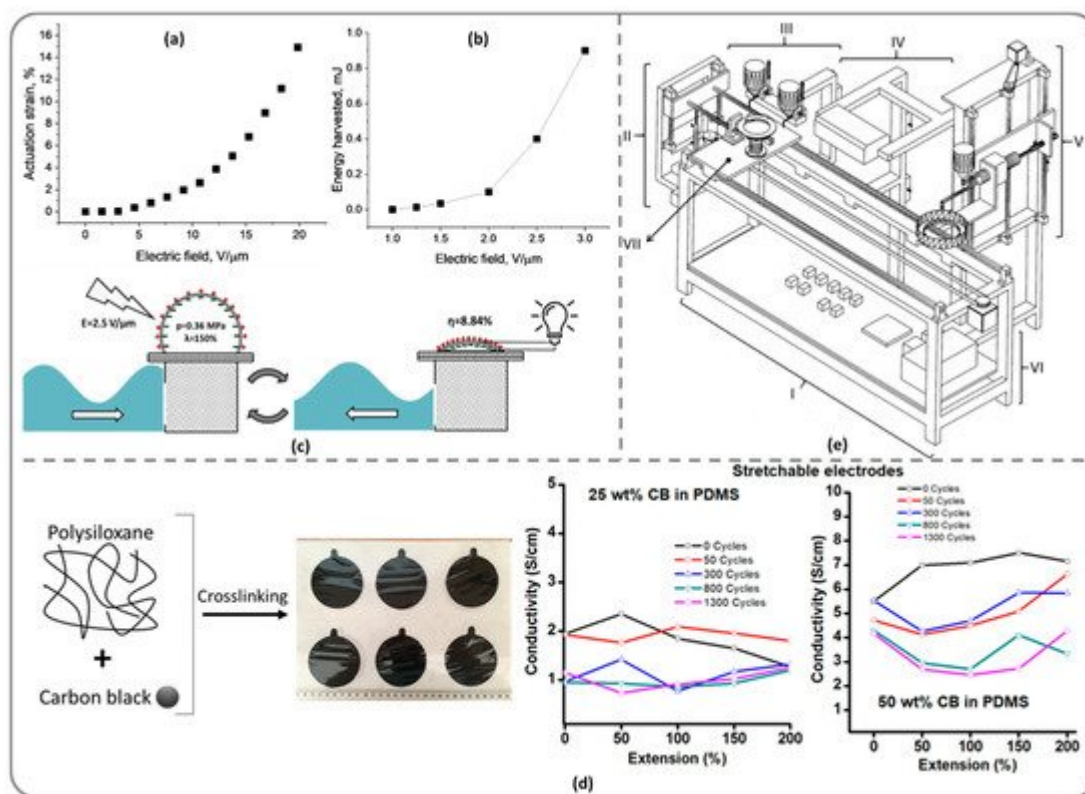 (a)
Actuation strain, %
16
14
12
10
8
6
4
2
0
0 5 10 15 20
Electric field, V/μm
(b)
Energy harvested, mJ
1.0
0.8
0.6
0.4
0.2
0.0
1.0 1.5 2.0 2.5 3.0
Electric field, V/μm
E=2.5 V/μm
p=0.36 MPa
λ=150%
η=8.84%
(c)
I
II
III
IV
V
VI
VII
(e)
Polysiloxane
+
Carbon black
Crosslinking
Stretchable electrodes
25 wt% CB in PDMS
0 Cycles
50 Cycles
300 Cycles
800 Cycles
1300 Cycles
Conductivity (S/cm)
5
4
3
2
1
0 50 100 150 200
Extension (%)
0 Cycles
50 Cycles
300 Cycles
800 Cycles
1300 Cycles
Conductivity (S/cm)
10
9
8
7
6
5
4
3
2
1
50 wt% CB in PDMS
0 50 100 150 200
Extension (%)
(d)